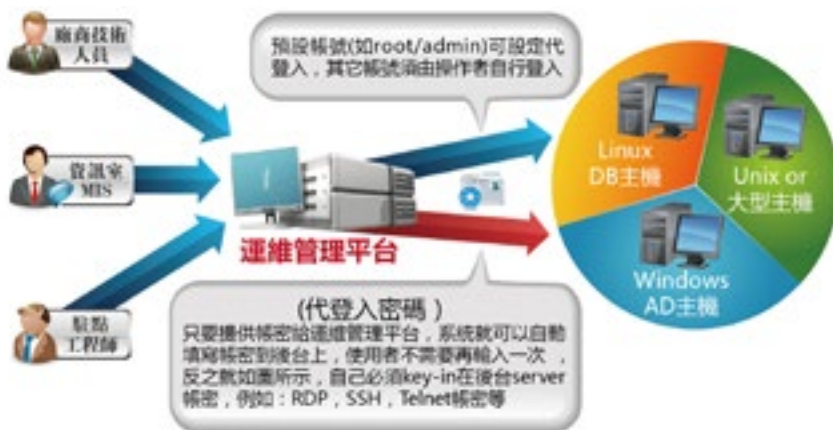 廠商技術
人員
預設帳號(如root/admin)可設定代
登入，其它帳號須由操作者自行登入
資訊室
MIS
Linux
DB主機
Unix or
大型主機
運維管理平台
Windows
AD主機
駐點
工程師
(代登入密碼)
只要提供帳密給運維管理平台，系統就可以自動
填寫帳密到後台上，使用者不需要再輸入一次，
反之就如圖所示，自己必須key-in在後台server
帳密，例如：RDP，SSH，Telnet帳密等